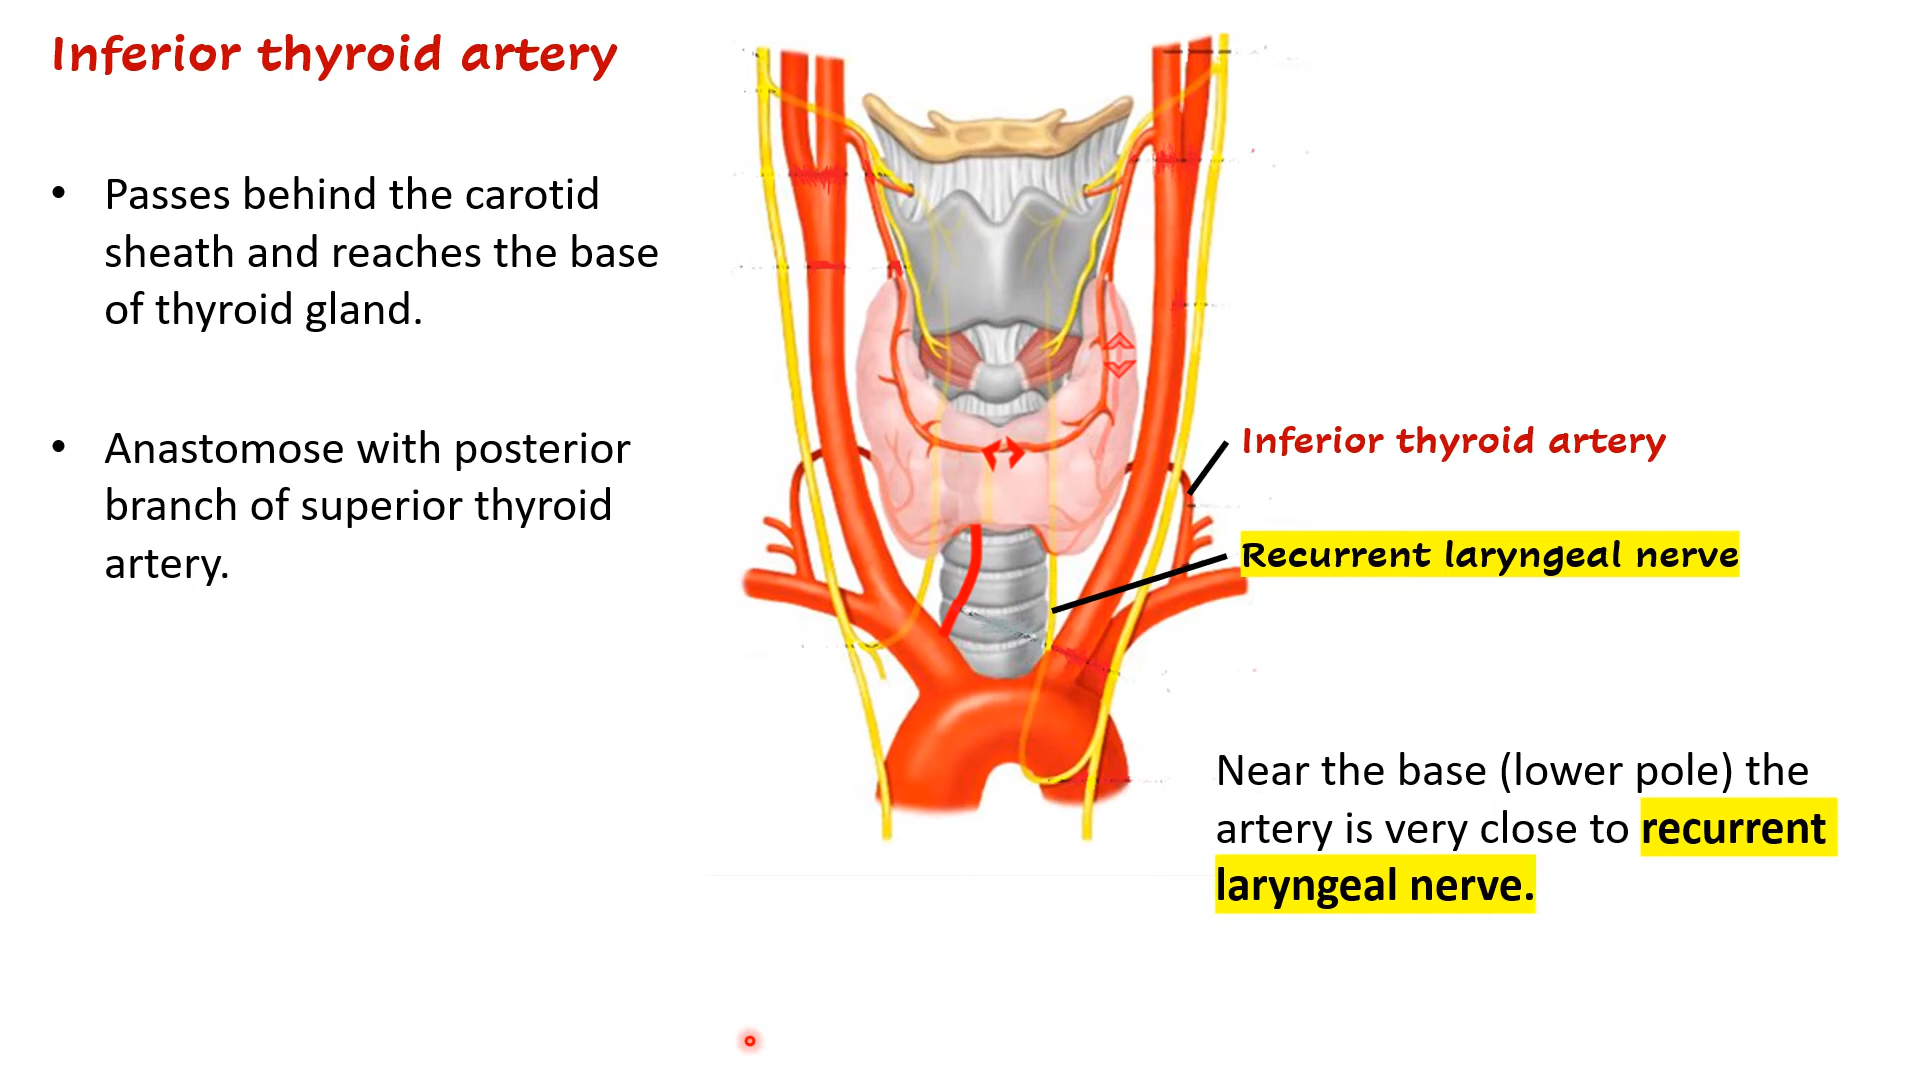 Inferior thyroid artery
• Passes behind the carotid
sheath and reaches the base
of thyroid gland.
• Anastomose with posterior
branch of superior thyroid
artery.
Inferior thyroid artery
Recurrent laryngeal nerve
Near the base (lower pole) the
artery is very close to recurrent
laryngeal nerve.